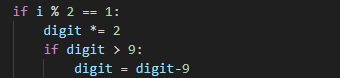 if i % 2 == 1:
    digit *= 2
    if digit > 9:
        digit = digit-9